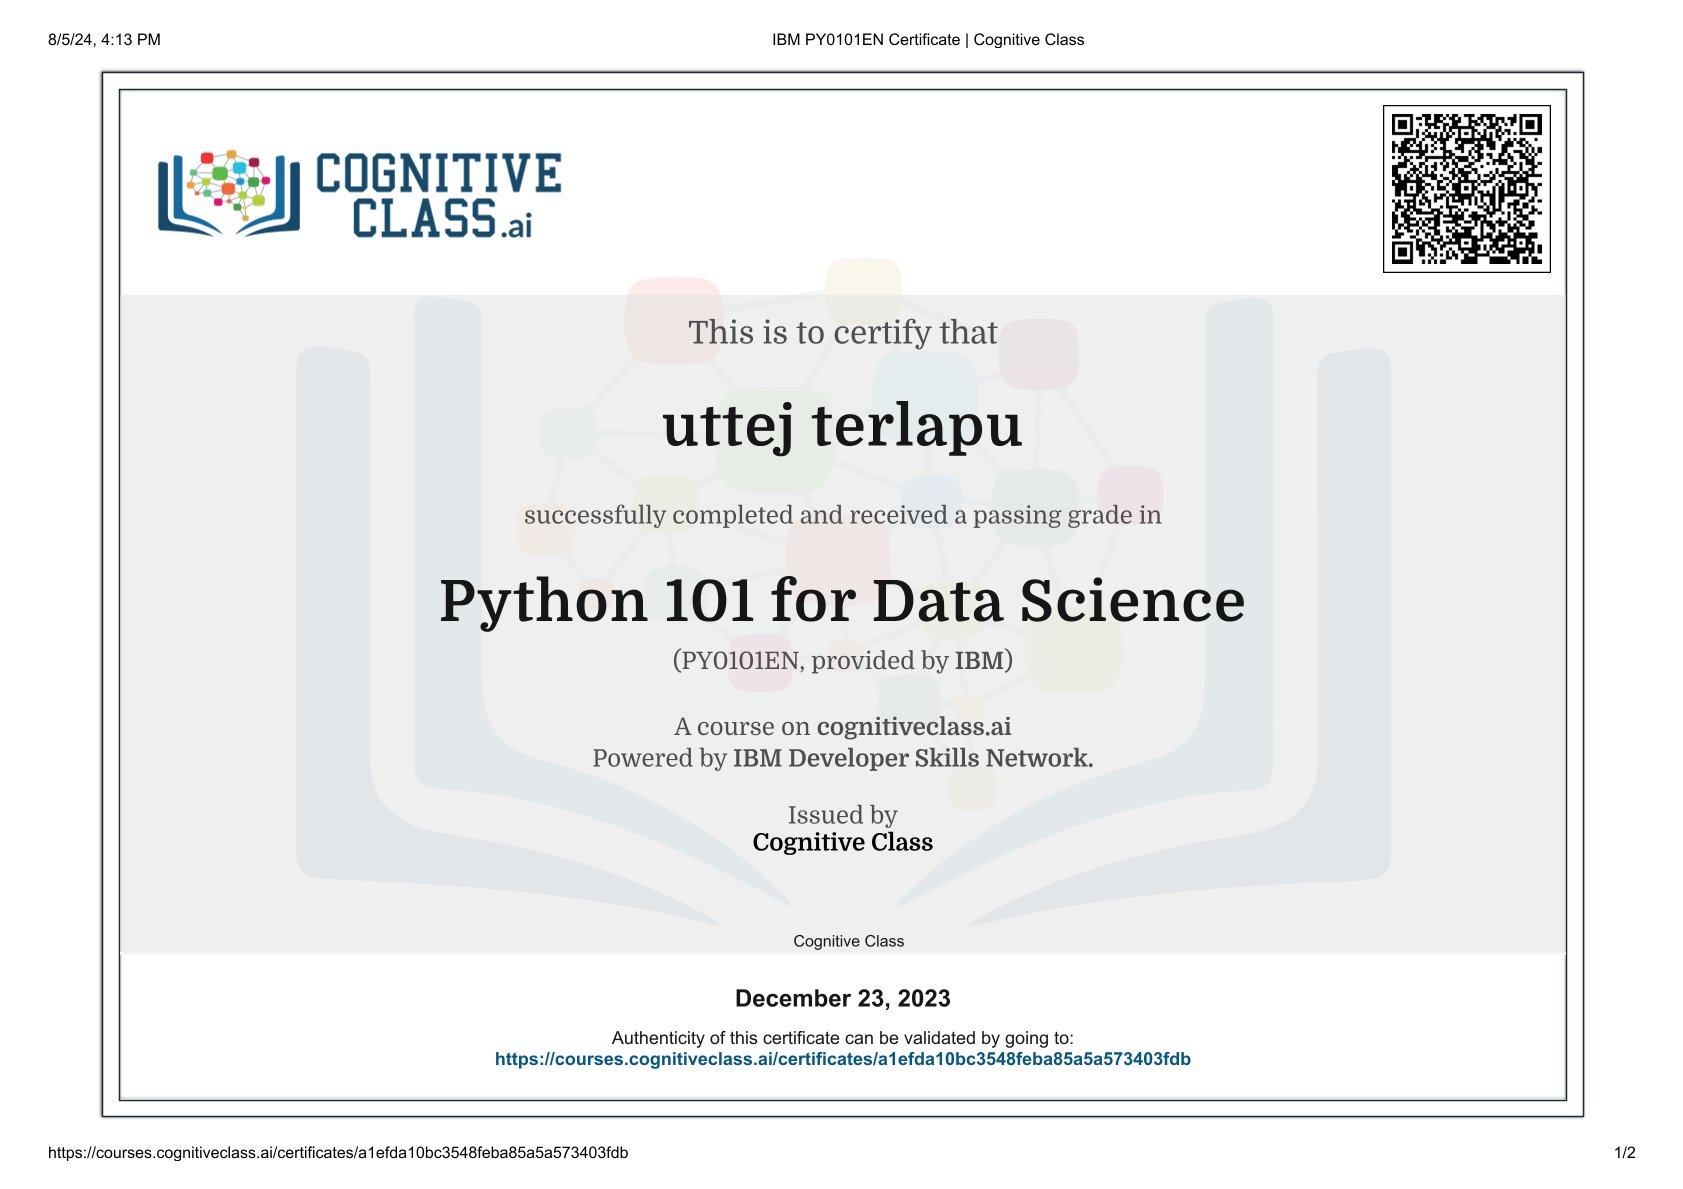 8/5/24, 4:13 PM
IBM PY0101EN Certificate | Cognitive Class
COGNITIVE
CLASS.ai
This is to certify that
uttej terlapu
successfully completed and received a passing grade in
Python 101 for Data Science
(PY0101EN, provided by IBM)
A course on cognitiveclass.ai
Powered by IBM Developer Skills Network.
Issued by
Cognitive Class
Cognitive Class
December 23, 2023
Authenticity of this certificate can be validated by going to:
https://courses.cognitiveclass.ai/certificates/a1efda10bc3548feba85a5a573403fdb
https://courses.cognitiveclass.ai/certificates/a1efda10bc3548feba85a5a573403fdb
1/2